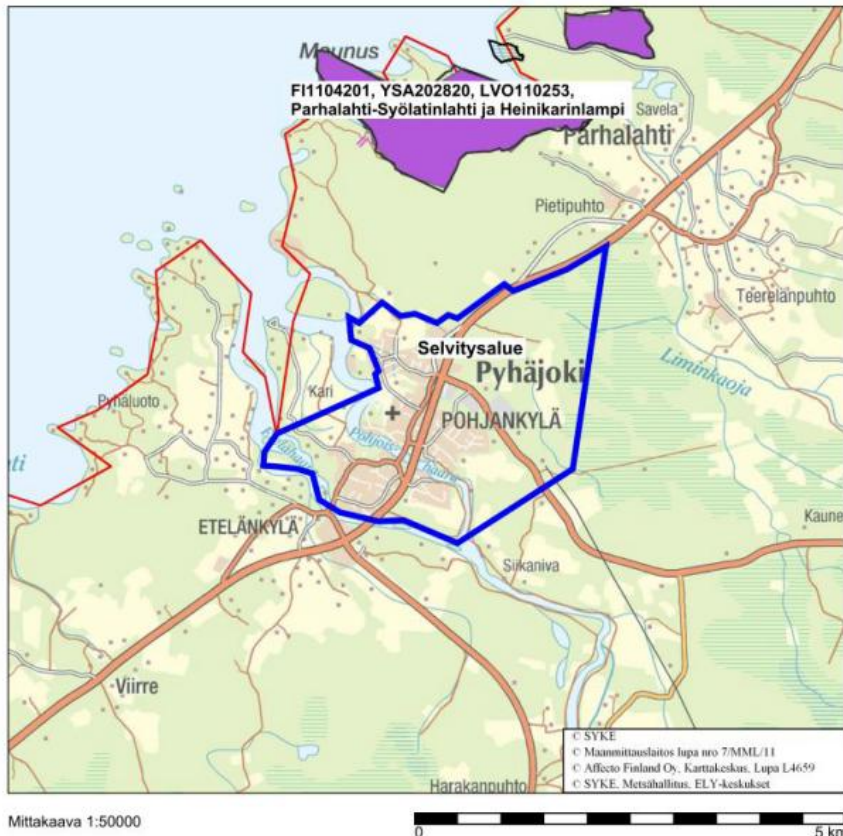 Maunus
FI1104201, YSA202820, LVO110253,
Parhalahti-Syölatinlahti ja Heinikarinlampi
Savela
Parhalahti
Pietipuhto
Teerelänpuhto
Liminkaoja
Selvitysalue
Pyhäjoki
Kari
Pyhäluoto
POHJANKYLÄ
ETELÄNKYLÄ
Siikaniva
Kaune
Viirre
Harakanpuhto
© SYKE
© Maanmittauslaitos lupa nro 7/MML/11
© Affecto Finland Oy, Karttakeskus, Lupa L4659
© SYKE, Metsähallitus, ELY-keskukset
Mittakaava 1:50000
0
5 km